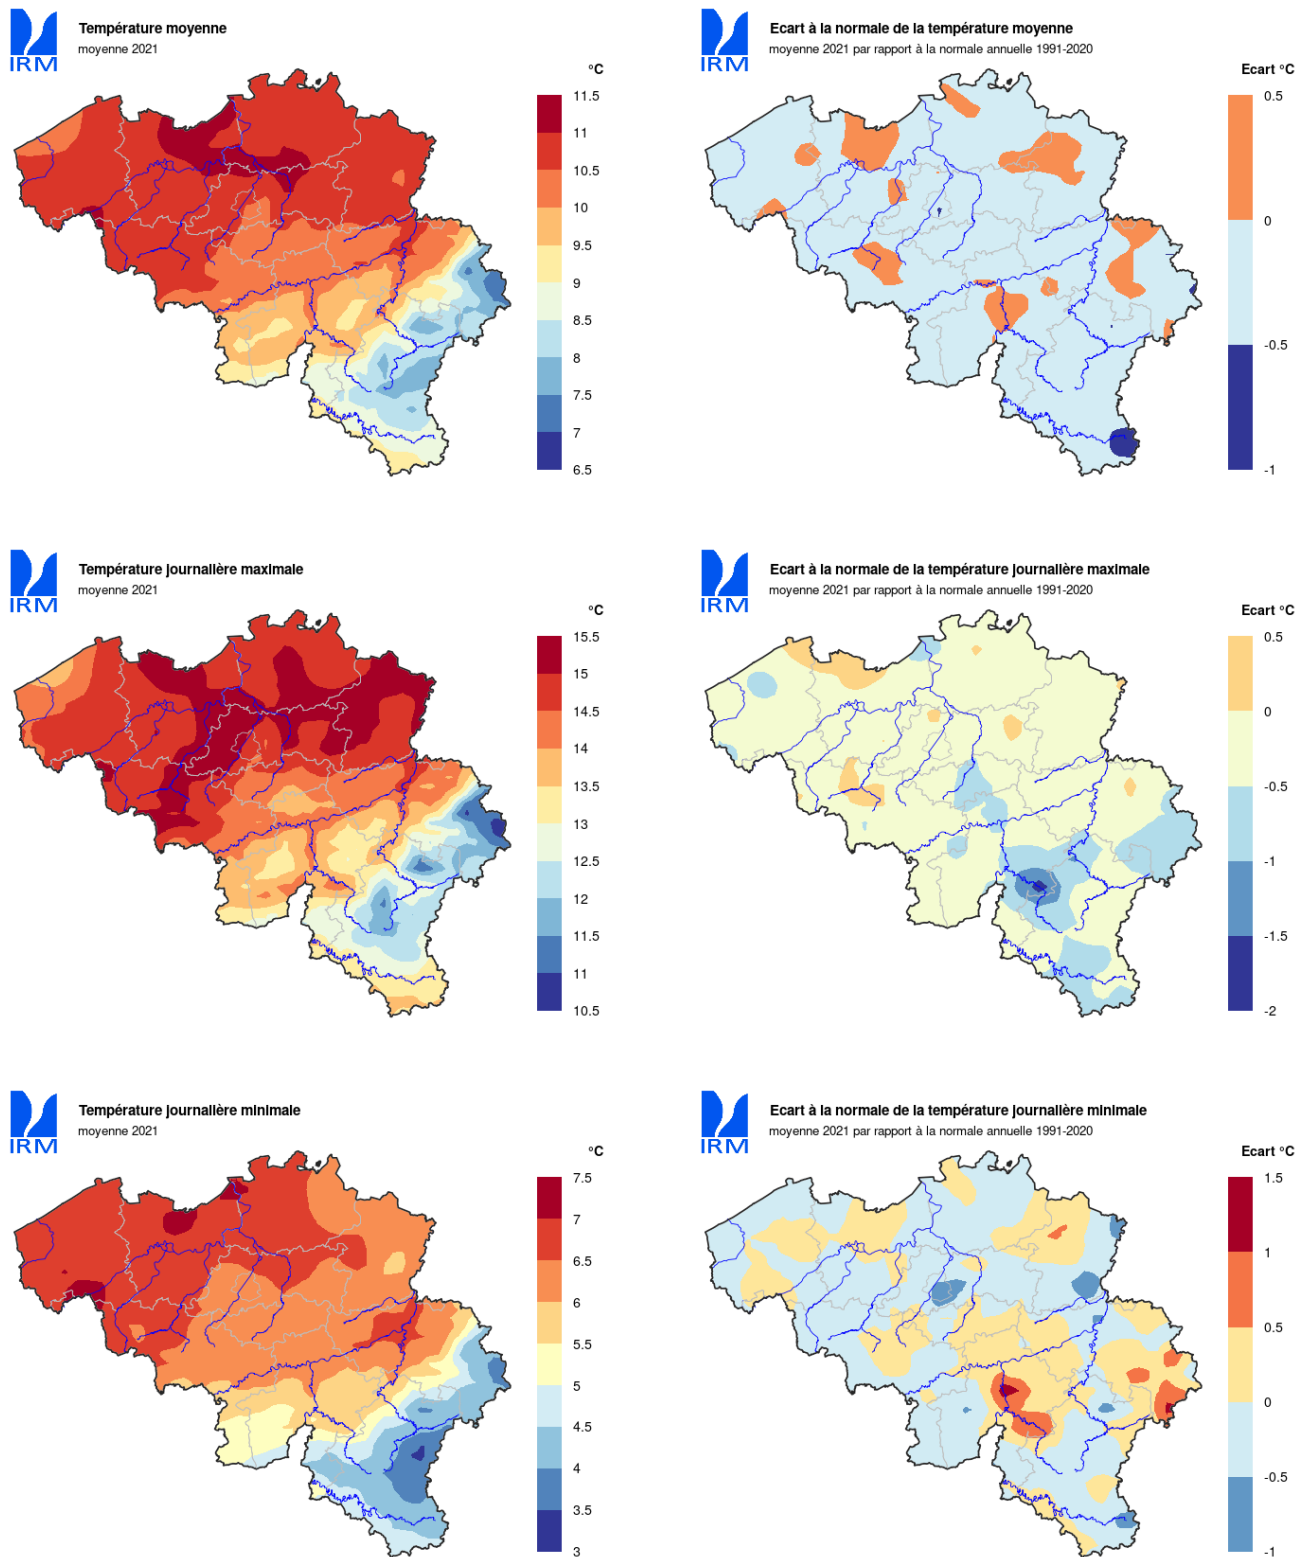 Température moyenne
moyenne 2021
IRM
°C
11.5
11
10.5
10
9.5
9
8.5
8
7.5
7
6.5
Ecart à la normale de la température moyenne
moyenne 2021 par rapport à la normale annuelle 1991-2020
IRM
Ecart °C
0.5
0
-0.5
-1
Température journalière maximale
moyenne 2021
IRM
°C
15.5
15
14.5
14
13.5
13
12.5
12
11.5
11
10.5
Ecart à la normale de la température journalière maximale
moyenne 2021 par rapport à la normale annuelle 1991-2020
IRM
Ecart °C
0.5
0
-0.5
-1
-1.5
-2
Température journalière minimale
moyenne 2021
IRM
°C
7.5
7
6.5
6
5.5
5
4.5
4
3.5
3
Ecart à la normale de la température journalière minimale
moyenne 2021 par rapport à la normale annuelle 1991-2020
IRM
Ecart °C
1.5
1
0.5
0
-0.5
-1